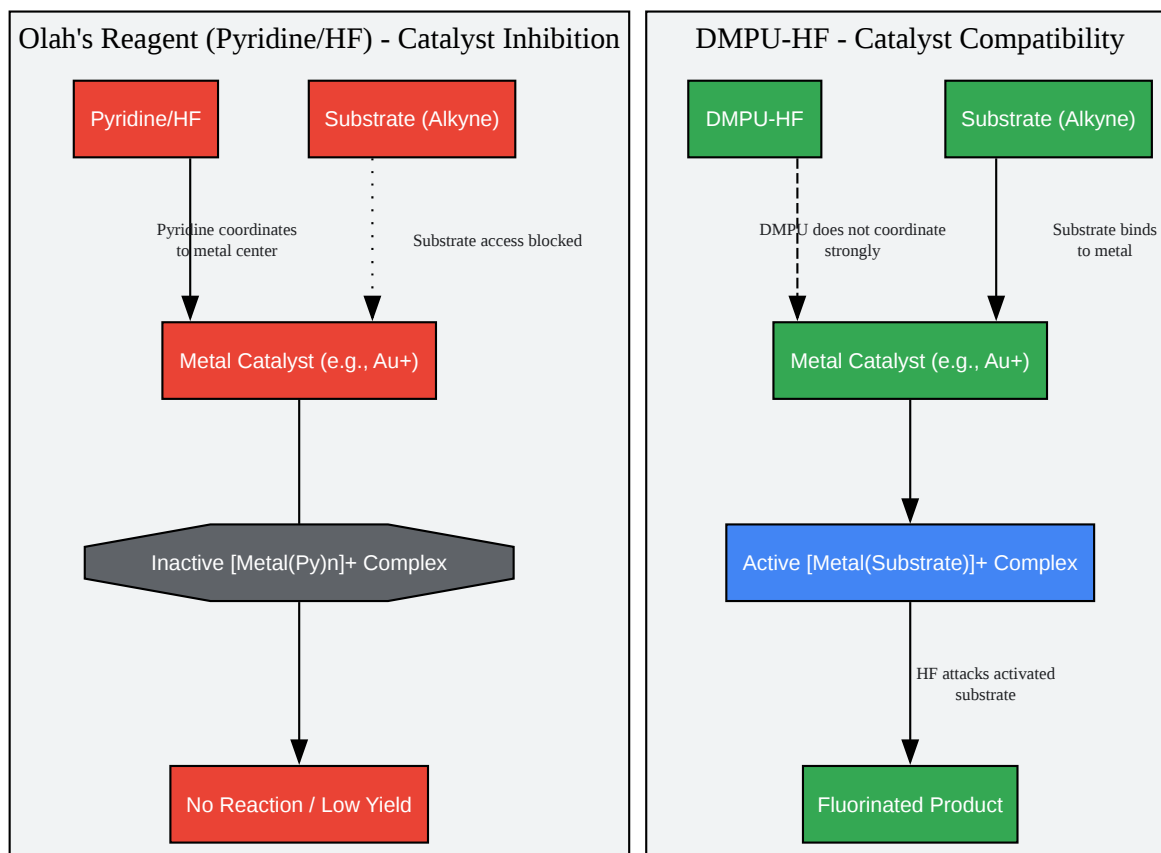 Olah's Reagent (Pyridine/HF) - Catalyst Inhibition
Pyridine/HF
Substrate (Alkyne)
Pyridine coordinates
to metal center
Substrate access blocked
Metal Catalyst (e.g., Au+)
Inactive [Metal(Py)n]+ Complex
No Reaction / Low Yield
DMPU-HF - Catalyst Compatibility
DMPU-HF
Substrate (Alkyne)
DMPU does not coordinate
strongly
Substrate binds
to metal
Metal Catalyst (e.g., Au+)
Active [Metal(Substrate)]+ Complex
HF attacks activated
substrate
Fluorinated Product